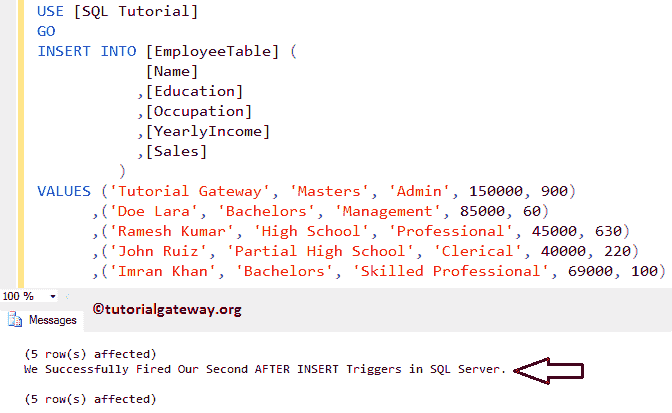 USE [SQL Tutorial]
GO
INSERT INTO [EmployeeTable] (
[Name]
,[Education]
,[Occupation]
,[YearlyIncome]
,[Sales]
)
VALUES ('Tutorial Gateway', 'Masters', 'Admin', 150000, 900)
,('Doe Lara', 'Bachelors', 'Management', 85000, 60)
,('Ramesh Kumar', 'High School', 'Professional', 45000, 630)
,('John Ruiz', 'Partial High School', 'Clerical', 40000, 220)
,('Imran Khan', 'Bachelors', 'Skilled Professional', 69000, 100)
100 %
©tutorialgateway.org
Messages
(5 row(s) affected)
We Successfully Fired Our Second AFTER INSERT Triggers in SQL Server.
(5 row(s) affected)